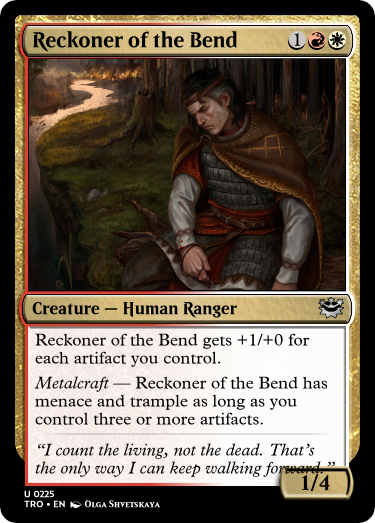 Reckoner of the Bend 1
Creature — Human Ranger
Reckoner of the Bend gets +1/+0 for
each artifact you control.
Metalcraft — Reckoner of the Bend has
menace and trample as long as you
control three or more artifacts.
“I count the living, not the dead. That’s
the only way I can keep walking forward.”
1/4
U 0225
TRO • EN Olga Shvetskaya